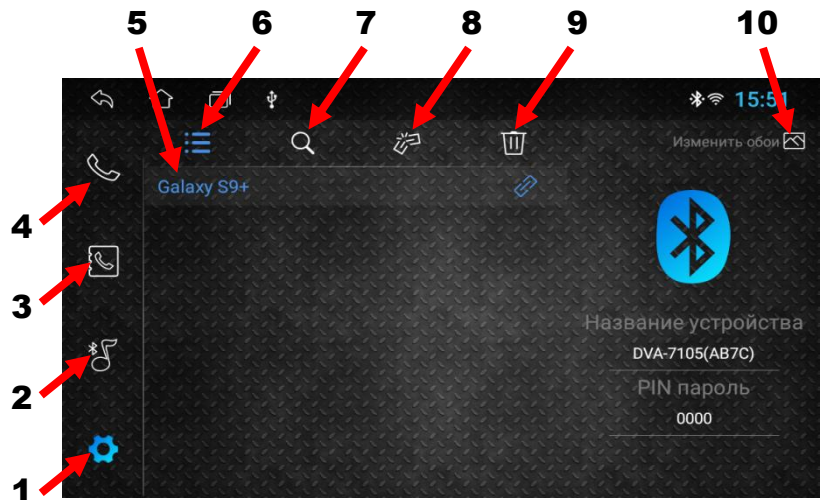 5 6 7 8 9 10
15:51
Изменить обои
Galaxy S9+
4
3
Название устройства
DVA-7105(AB7C)
2
PIN пароль
0000
1